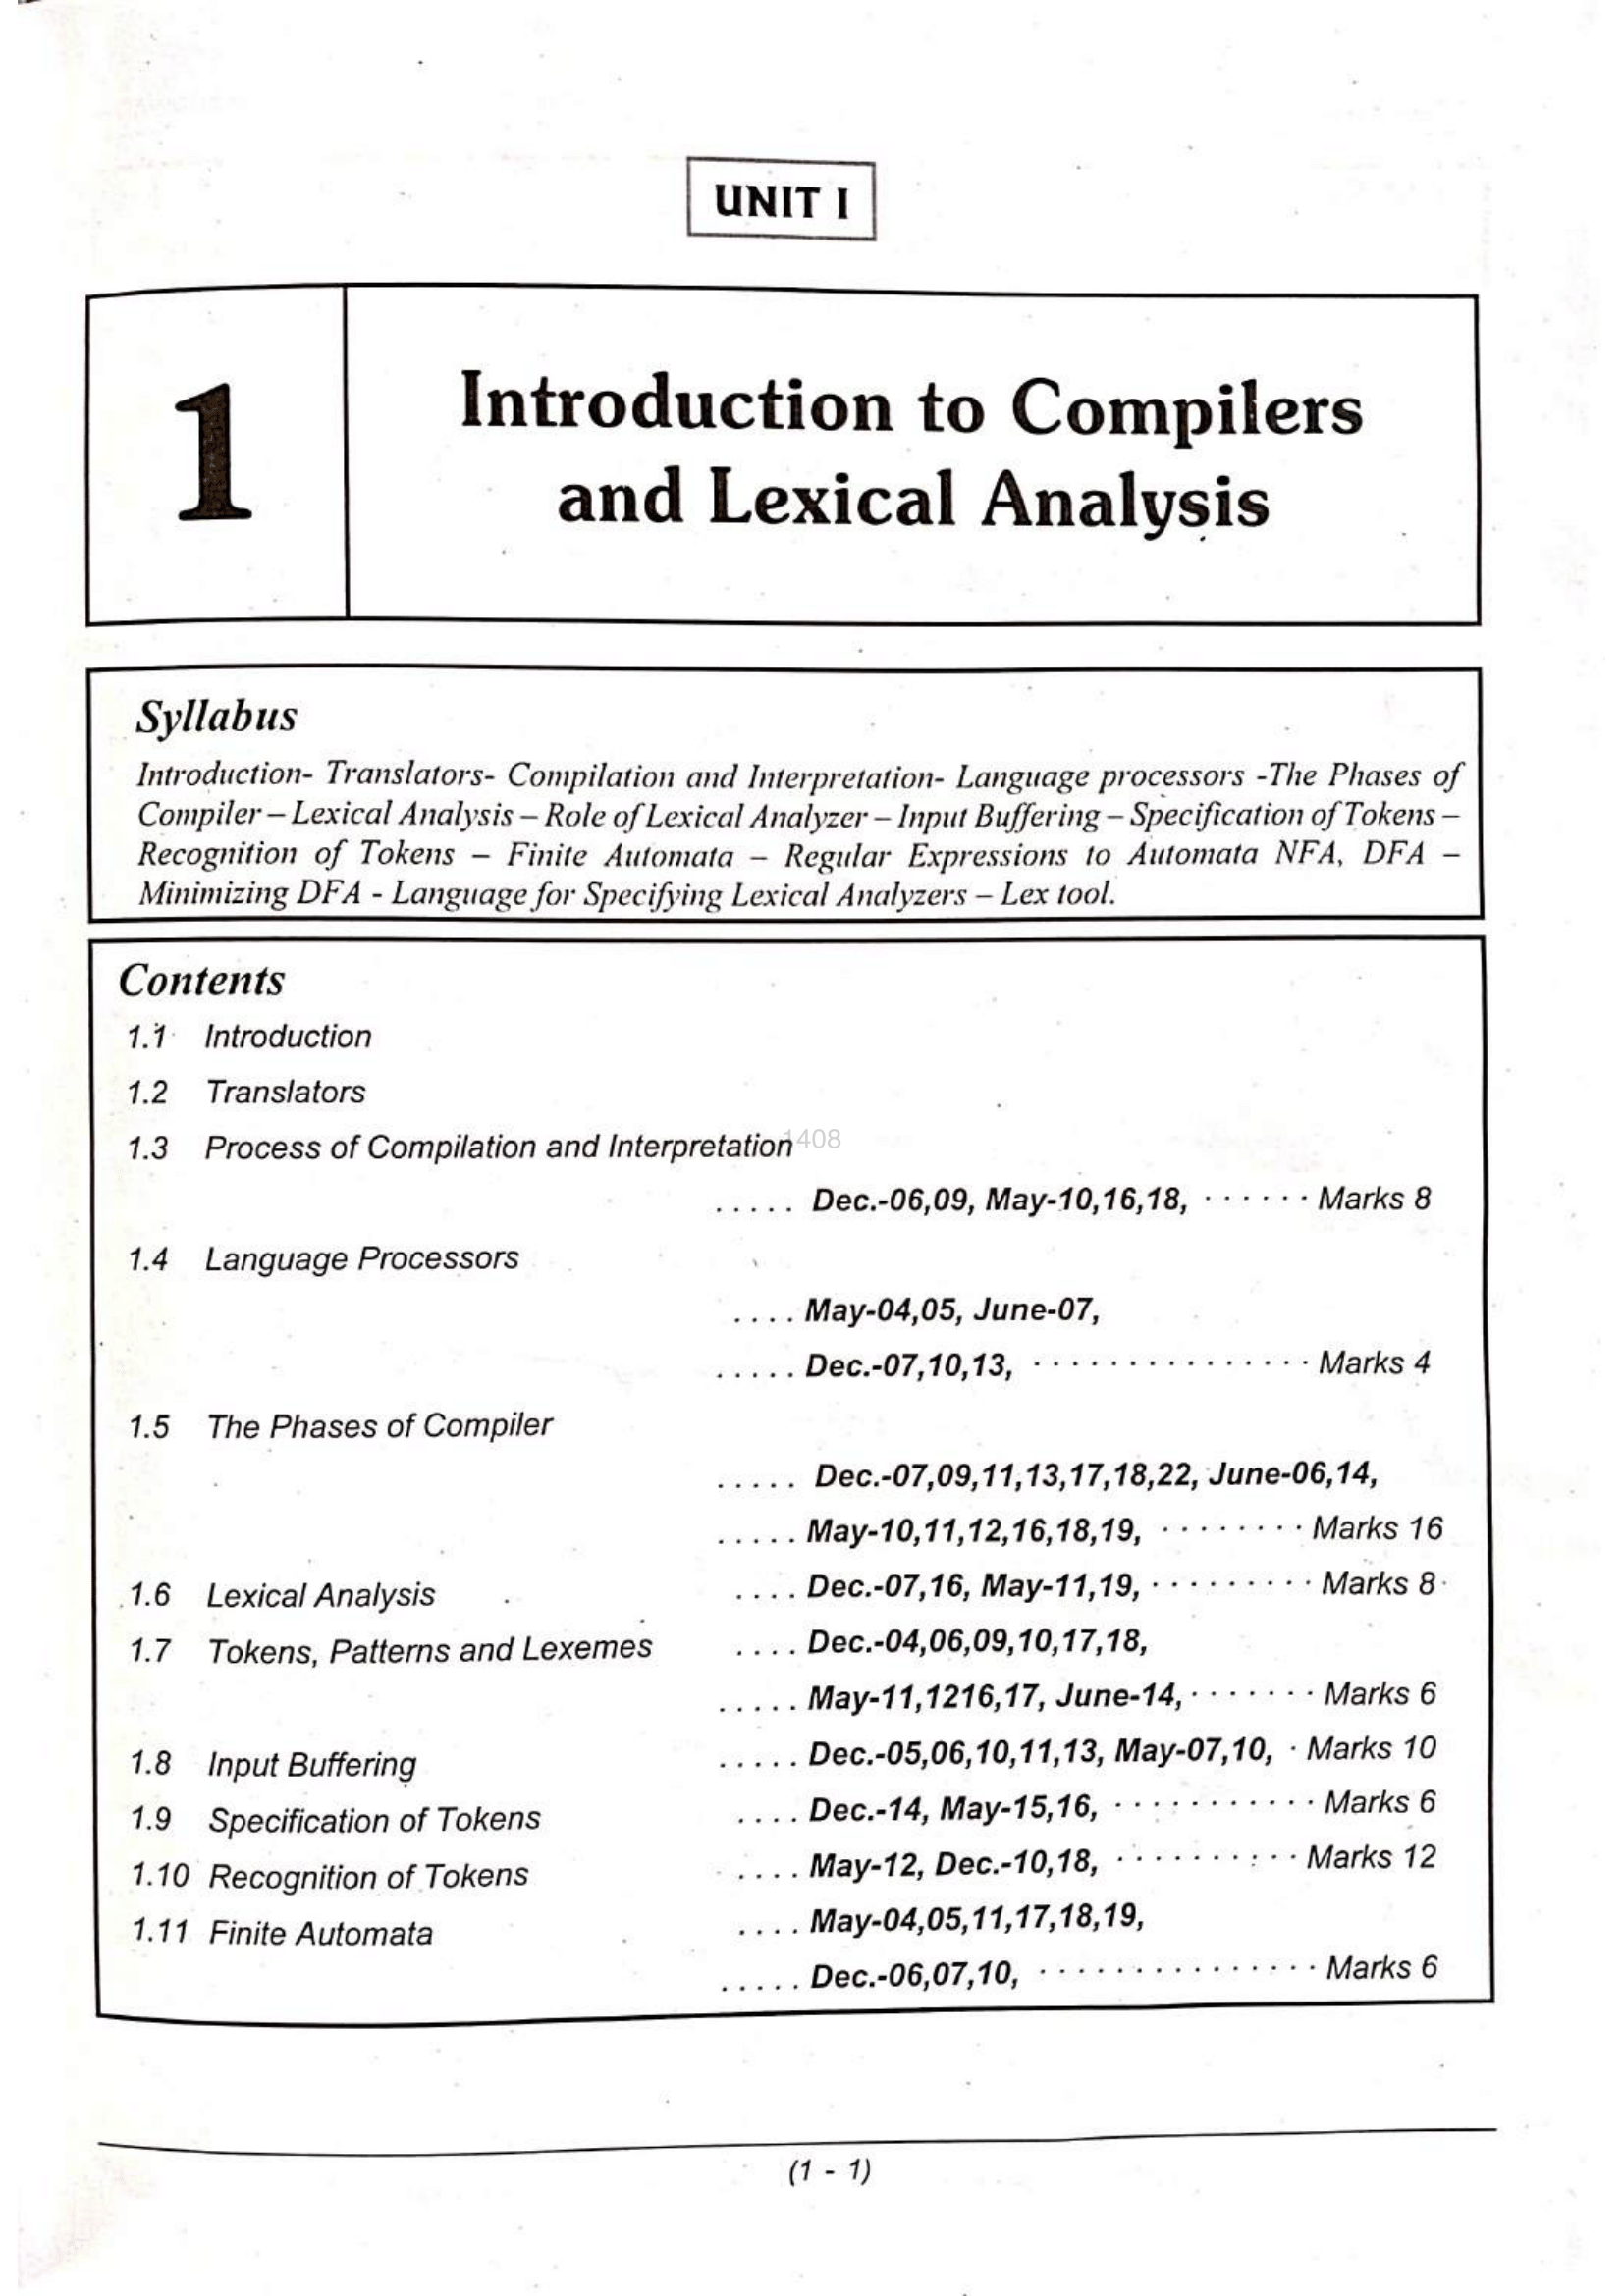 UNIT I
1
Introduction to Compilers
and Lexical Analysis
Syllabus
Introduction- Translators- Compilation and Interpretation- Language processors -The Phases of
Compiler – Lexical Analysis – Role of Lexical Analyzer – Input Buffering – Specification of Tokens –
Recognition of Tokens – Finite Automata – Regular Expressions to Automata NFA, DFA –
Minimizing DFA - Language for Specifying Lexical Analyzers – Lex tool.
Contents
1.1 Introduction
1.2 Translators
1.3 Process of Compilation and Interpretation
1408
..... Dec.-06,09, May-10,16,18, ...... Marks 8
1.4 Language Processors
.... May-04,05, June-07,
..... Dec.-07,10,13, ............... Marks 4
1.5 The Phases of Compiler
..... Dec.-07,09,11,13,17,18,22, June-06,14,
..... May-10,11,12,16,18,19, ........ Marks 16
1.6 Lexical Analysis .... Dec.-07,16, May-11,19, ......... Marks 8
1.7 Tokens, Patterns and Lexemes .... Dec.-04,06,09,10,17,18,
..... May-11,1216,17, June-14, ....... Marks 6
1.8 Input Buffering ..... Dec.-05,06,10,11,13, May-07,10, . Marks 10
1.9 Specification of Tokens .... Dec.-14, May-15,16, ........... Marks 6
1.10 Recognition of Tokens .... May-12, Dec.-10,18, .......... Marks 12
1.11 Finite Automata .... May-04,05,11,17,18,19,
..... Dec.-06,07,10, ............... Marks 6
(1 - 1)